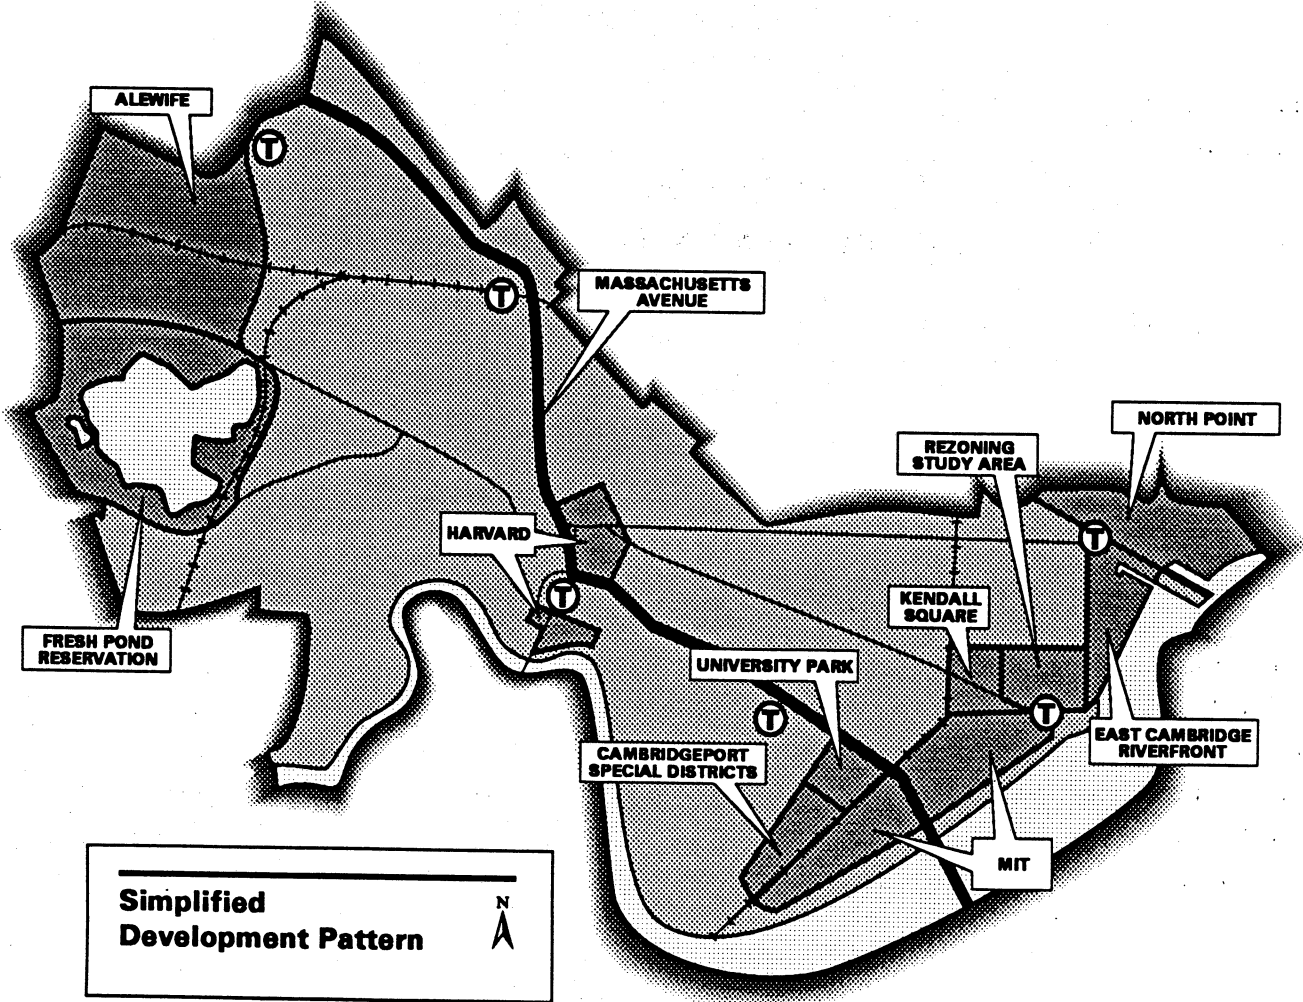 ALEWIFE
T
MASSACHUSETTS
AVENUE
T
NORTH POINT
REZONING
STUDY AREA
HARVARD
T
T
KENDALL
SQUARE
FRESH POND
RESERVATION
UNIVERSITY PARK
T
T
EAST CAMBRIDGE
RIVERFRONT
CAMBRIDGEPORT
SPECIAL DISTRICTS
MIT
Simplified
Development Pattern
N